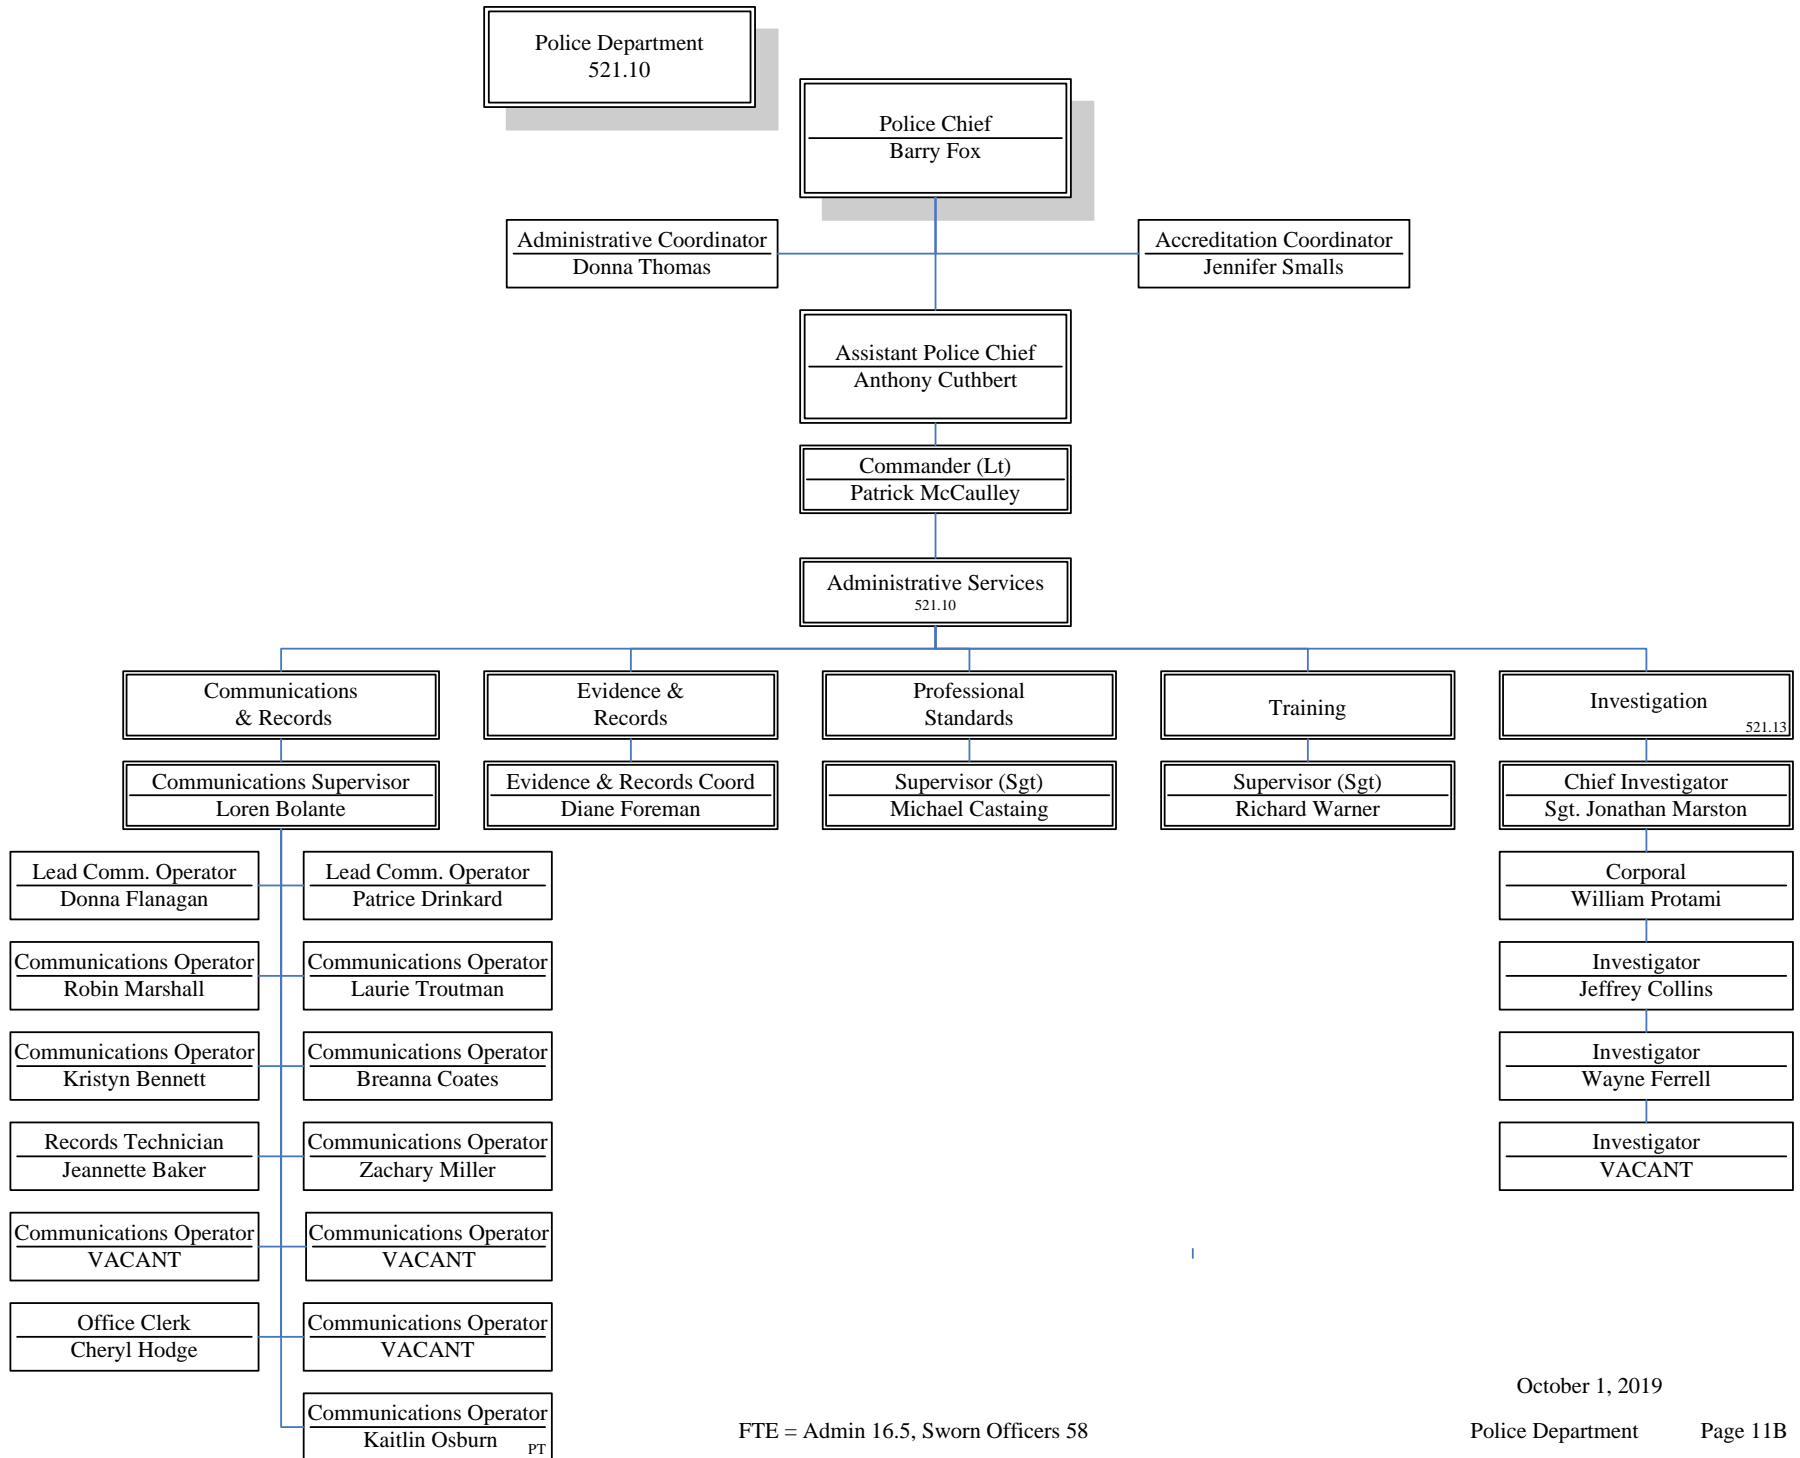 Police Department
521.10
Police Chief
Barry Fox
Administrative Coordinator
Donna Thomas
Accreditation Coordinator
Jennifer Smalls
Assistant Police Chief
Anthony Cuthbert
Commander (Lt)
Patrick McCaulley
Administrative Services
521.10
Communications
& Records
Evidence &
Records
Professional
Standards
Training
Investigation
521.13
Communications Supervisor
Loren Bolante
Evidence & Records Coord
Diane Foreman
Supervisor (Sgt)
Michael Castaing
Supervisor (Sgt)
Richard Warner
Chief Investigator
Sgt. Jonathan Marston
Lead Comm. Operator
Donna Flanagan
Lead Comm. Operator
Patrice Drinkard
Corporal
William Protami
Communications Operator
Robin Marshall
Communications Operator
Laurie Troutman
Investigator
Jeffrey Collins
Communications Operator
Kristyn Bennett
Communications Operator
Breanna Coates
Investigator
Wayne Ferrell
Records Technician
Jeannette Baker
Communications Operator
Zachary Miller
Investigator
VACANT
Communications Operator
VACANT
Communications Operator
VACANT
Office Clerk
Cheryl Hodge
Communications Operator
VACANT
Communications Operator
Kaitlin Osburn PT
October 1, 2019
FTE = Admin 16.5, Sworn Officers 58
Police Department Page 11B